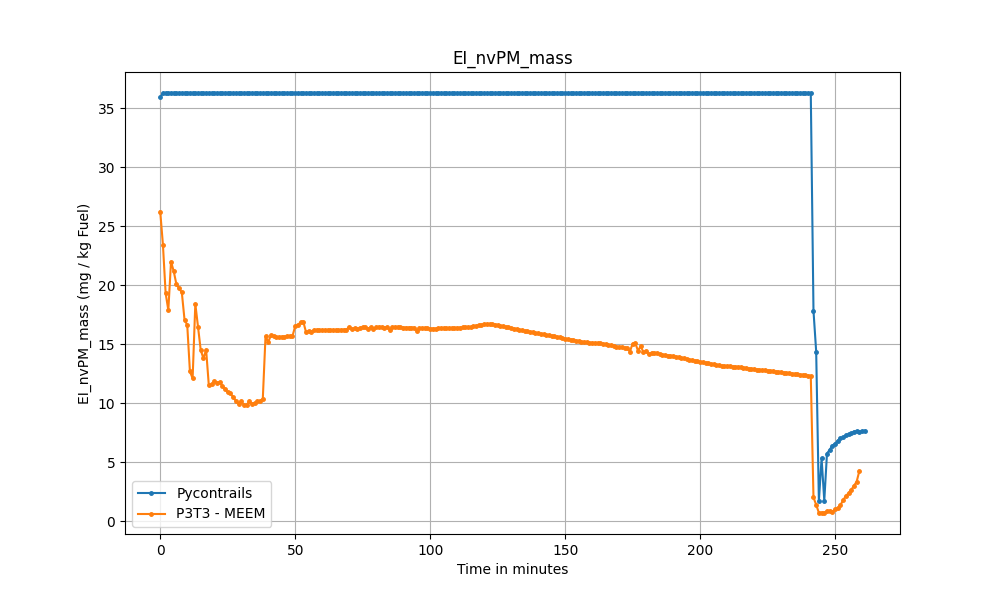 EI_nvPM_mass
EI_nvPM_mass (mg / kg Fuel)
35
30
25
20
15
10
5
0
Pycontrails
P3T3 - MEEM
0 50 100 150 200 250
Time in minutes